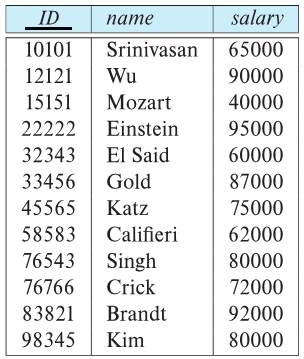 ID name salary
10101 Srinivasan 65000
12121 Wu 90000
15151 Mozart 40000
22222 Einstein 95000
32343 El Said 60000
33456 Gold 87000
45565 Katz 75000
58583 Califieri 62000
76543 Singh 80000
76766 Crick 72000
83821 Brandt 92000
98345 Kim 80000